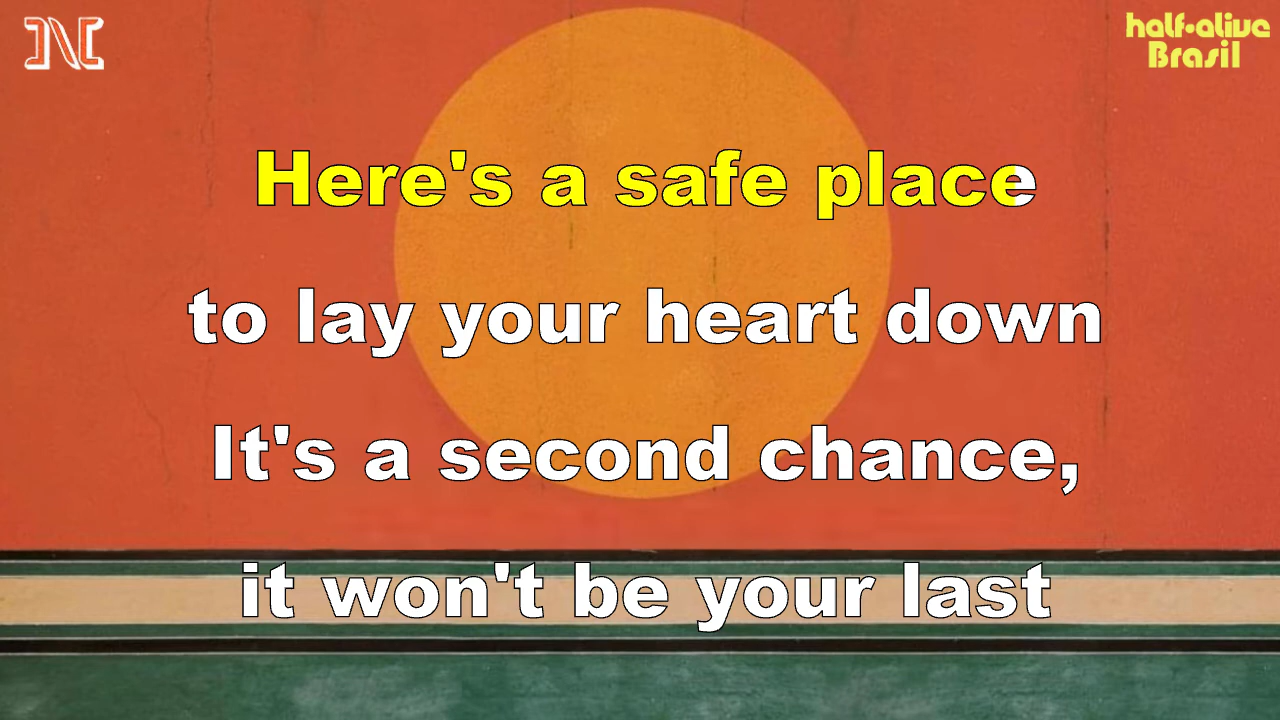 N
half·alive
Brasil
Here's a safe place
to lay your heart down
It's a second chance,
it won't be your last